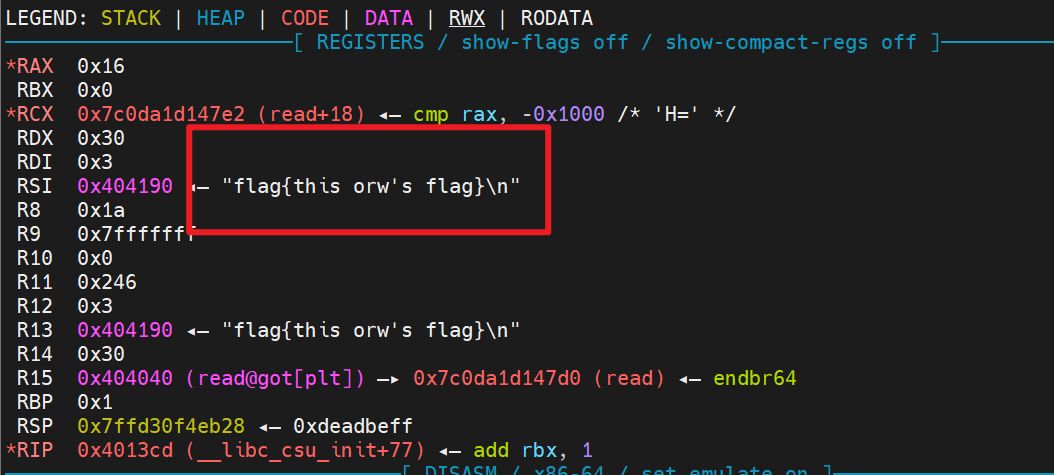 LEGEND: STACK | HEAP | CODE | DATA | RWX | RODATA
[ REGISTERS / show-flags off / show-compact-regs off ]
*RAX 0x16
RBX 0x0
*RCX 0x7c0da1d147e2 (read+18) ◂— cmp rax, -0x1000 /* 'H=' */
RDX 0x30
RDI 0x3
RSI 0x404190 ◂— "flag{this orw's flag}\n"
R8 0x1a
R9 0x7fffffff
R10 0x0
R11 0x246
R12 0x3
R13 0x404190 ◂— "flag{this orw's flag}\n"
R14 0x30
R15 0x404040 (read@got[plt]) —▸ 0x7c0da1d147d0 (read) ◂— endbr64
RBP 0x1
RSP 0x7ffd30f4eb28 ◂— 0xdeadbeff
*RIP 0x4013cd (__libc_csu_init+77) ◂— add rbx, 1
[ DISASM / x86-64 / set emulate on ]